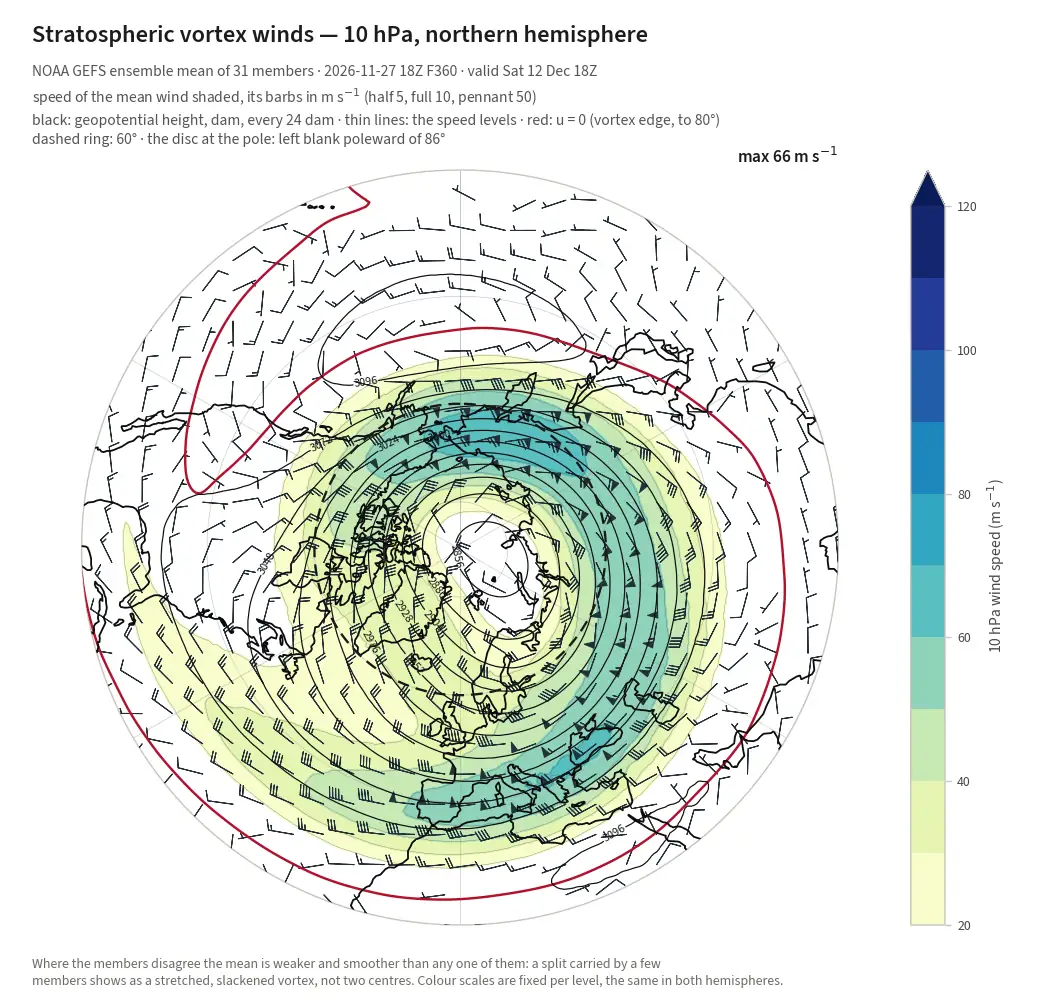 Stratospheric vortex winds — 10 hPa, northern hemisphere
NOAA GEFS ensemble mean of 31 members · 2026-11-27 18Z F360 · valid Sat 12 Dec 18Z
speed of the mean wind shaded, its barbs in m s⁻¹ (half 5, full 10, pennant 50)
black: geopotential height, dam, every 24 dam · thin lines: the speed levels · red: u = 0 (vortex edge, to 80°)
dashed ring: 60° · the disc at the pole: left blank poleward of 86°
max 66 m s⁻¹
120
100
80
60
40
20
10 hPa wind speed (m s⁻¹)
3096
3024
3048
2928
3096
Where the members disagree the mean is weaker and smoother than any one of them: a split carried by a few
members shows as a stretched, slackened vortex, not two centres. Colour scales are fixed per level, the same in both hemispheres.